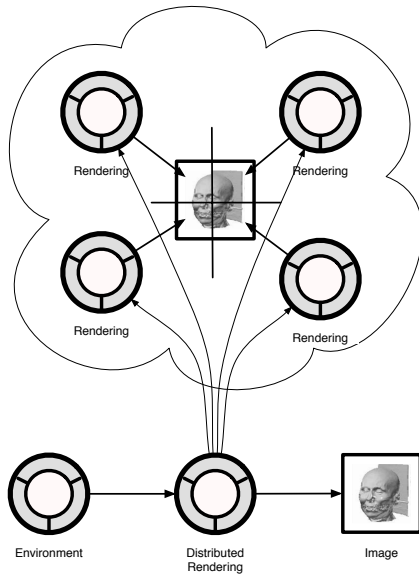 Rendering
Rendering
Rendering
Rendering
Environment
Distributed
Rendering
Image